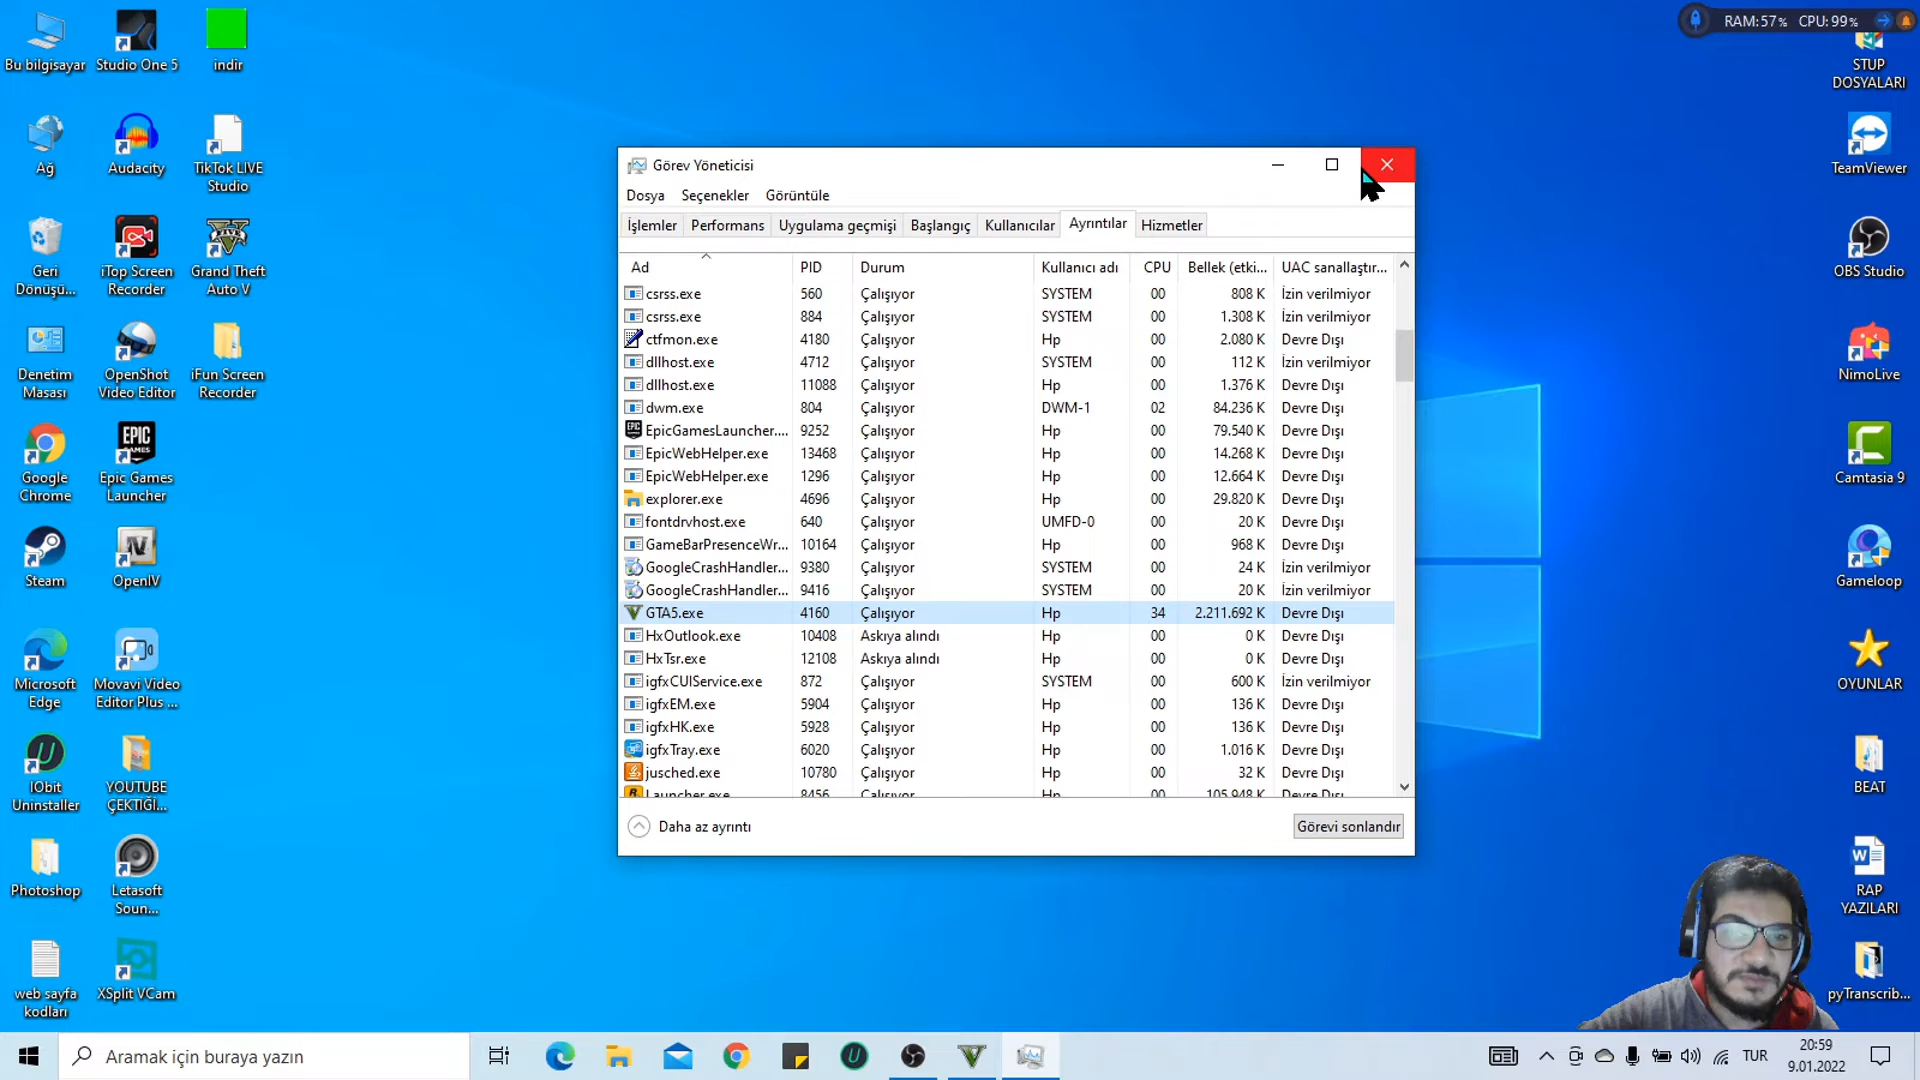 Bu bilgisayar
Studio One 5
indir
Ağ
Audacity
TikTok LIVE
Studio
Geri
Dönüşü...
iTop Screen
Recorder
Grand Theft
Auto V
Denetim
Masası
OpenShot
Video Editor
iFun Screen
Recorder
Google
Chrome
EPIC
GAMES
Epic Games
Launcher
Steam
OpenIV
Microsoft
Edge
Movavi Video
Editor Plus ...
IObit
Uninstaller
YOUTUBE
ÇEKTIĞI...
Photoshop
Letasoft
Soun...
web sayfa
kodları
XSplit VCam
RAM:57% CPU:99%
STUP
DOSYALARI
TeamViewer
OBS Studio
NimoLive
Camtasia 9
Gameloop
OYUNLAR
BEAT
RAP
YAZILARI
pyTranscrib...
Görev Yöneticisi
Dosya Seçenekler Görüntüle
İşlemler Performans Uygulama geçmişi Başlangıç Kullanıcılar Ayrıntılar Hizmetler
Ad PID Durum Kullanıcı adı CPU Bellek (etki... UAC sanallaştır...
csrss.exe 560 Çalışıyor SYSTEM 00 808 K İzin verilmiyor
csrss.exe 884 Çalışıyor SYSTEM 00 1.308 K İzin verilmiyor
ctfmon.exe 4180 Çalışıyor Hp 00 2.080 K Devre Dışı
dllhost.exe 4712 Çalışıyor SYSTEM 00 112 K İzin verilmiyor
dllhost.exe 11088 Çalışıyor Hp 00 1.376 K Devre Dışı
dwm.exe 804 Çalışıyor DWM-1 02 84.236 K Devre Dışı
EpicGamesLauncher.... 9252 Çalışıyor Hp 00 79.540 K Devre Dışı
EpicWebHelper.exe 13468 Çalışıyor Hp 00 14.268 K Devre Dışı
EpicWebHelper.exe 1296 Çalışıyor Hp 00 12.664 K Devre Dışı
explorer.exe 4696 Çalışıyor Hp 00 29.820 K Devre Dışı
fontdrvhost.exe 640 Çalışıyor UMFD-0 00 20 K Devre Dışı
GameBarPresenceWr... 10164 Çalışıyor Hp 00 968 K Devre Dışı
GoogleCrashHandler... 9380 Çalışıyor SYSTEM 00 24 K İzin verilmiyor
GoogleCrashHandler... 9416 Çalışıyor SYSTEM 00 20 K İzin verilmiyor
GTA5.exe 4160 Çalışıyor Hp 34 2.211.692 K Devre Dışı
HxOutlook.exe 10408 Askıya alındı Hp 00 0 K Devre Dışı
HxTsr.exe 12108 Askıya alındı Hp 00 0 K Devre Dışı
igfxCUIService.exe 872 Çalışıyor SYSTEM 00 600 K İzin verilmiyor
igfxEM.exe 5904 Çalışıyor Hp 00 136 K Devre Dışı
igfxHK.exe 5928 Çalışıyor Hp 00 136 K Devre Dışı
igfxTray.exe 6020 Çalışıyor Hp 00 1.016 K Devre Dışı
jusched.exe 10780 Çalışıyor Hp 00 32 K Devre Dışı
Launcher.exe 8456 Çalışıyor Hp 00 105.948 K Devre Dışı
Daha az ayrıntı
Görevi sonlandır
Aramak için buraya yazın
TUR
20:59
9.01.2022